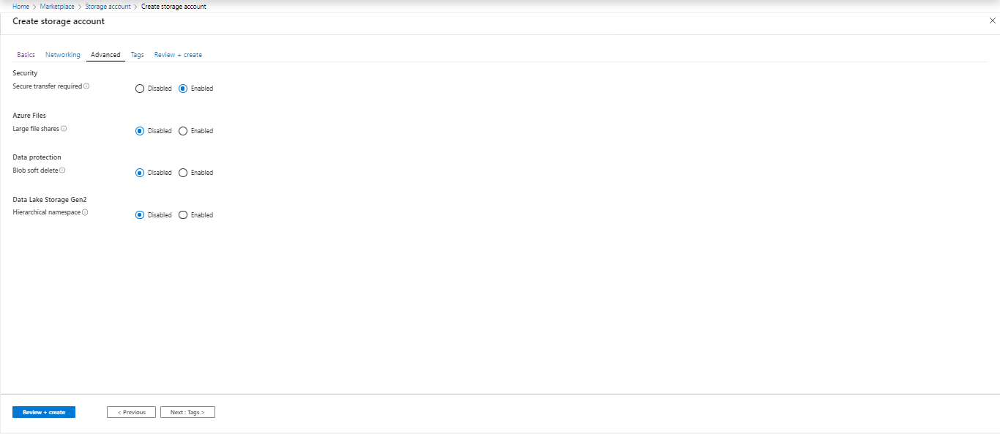 Home > Marketplace > Storage account > Create storage account
Create storage account
Basics Networking Advanced Tags Review + create
Security
Secure transfer required Disabled Enabled
Azure Files
Large file shares Disabled Enabled
Data protection
Blob soft delete Disabled Enabled
Data Lake Storage Gen2
Hierarchical namespace Disabled Enabled
Review + create < Previous Next : Tags >